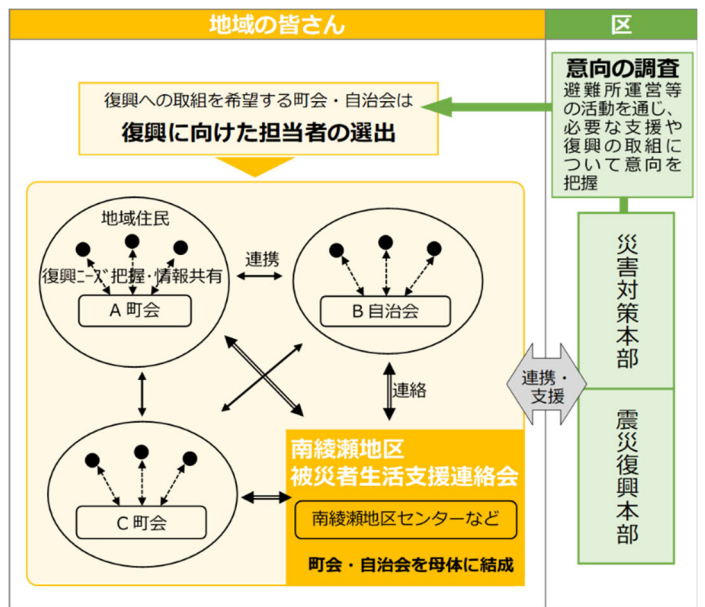 地域の皆さん
区
復興への取組を希望する町会・自治会は
復興に向けた担当者の選出
意向の調査
避難所運営等
の活動を通じ、
必要な支援や
復興の取組に
ついて意向を
把握
地域住民
復興ﾆｰｽﾞ把握・情報共有
A 町会
連携
B 自治会
連絡
C 町会
南綾瀬地区
被災者生活支援連絡会
南綾瀬地区センターなど
町会・自治会を母体に結成
連携・
支援
災害対策本部
震災復興本部